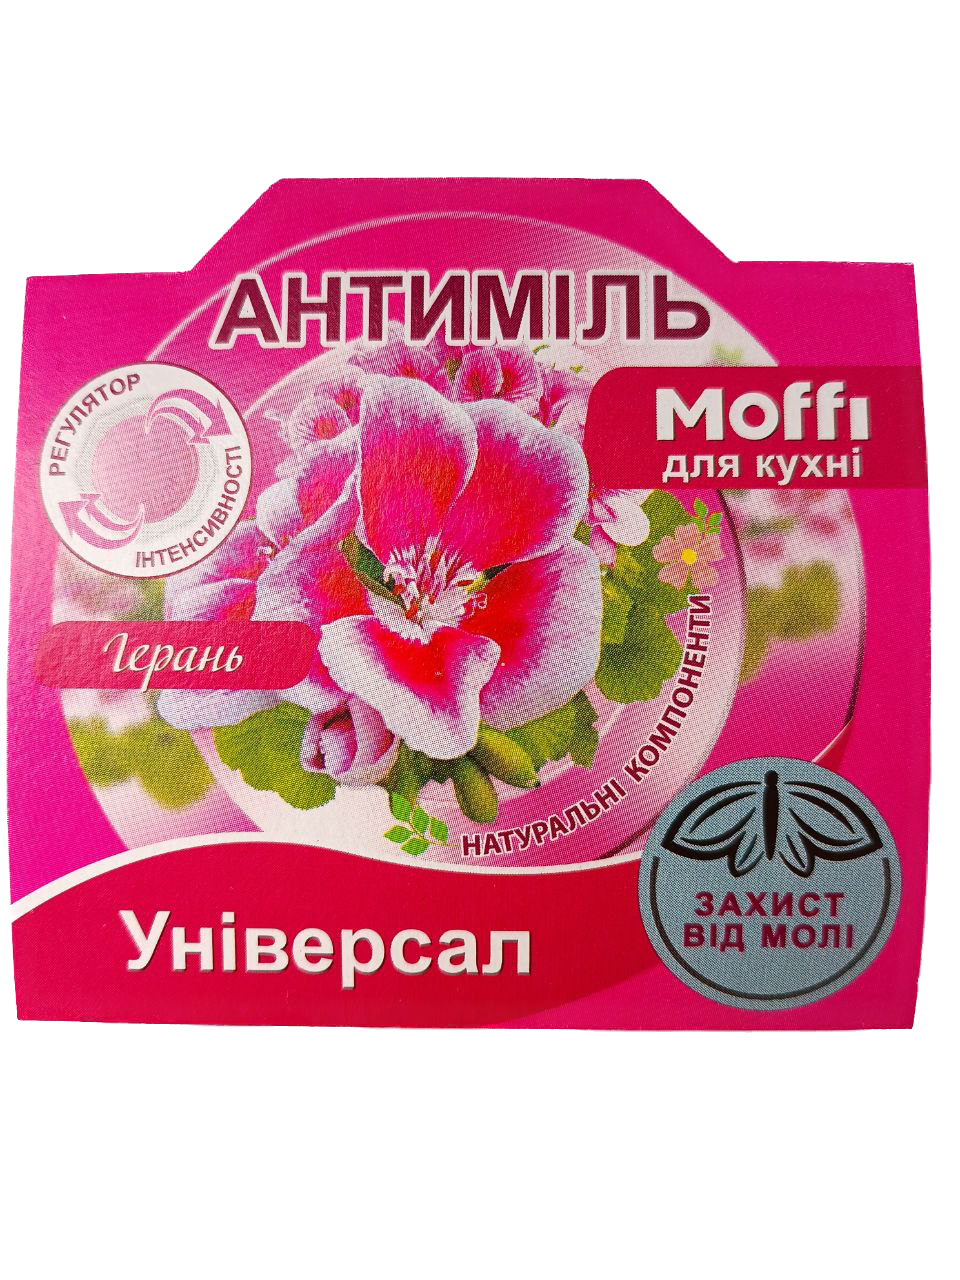 АНТИМІЛЬ
РЕГУЛЯТОР
ІНТЕНСИВНОСТІ
Moffi
для кухні
Герань
НАТУРАЛЬНІ КОМПОНЕНТИ
Універсал
ЗАХИСТ
ВІД МОЛІ